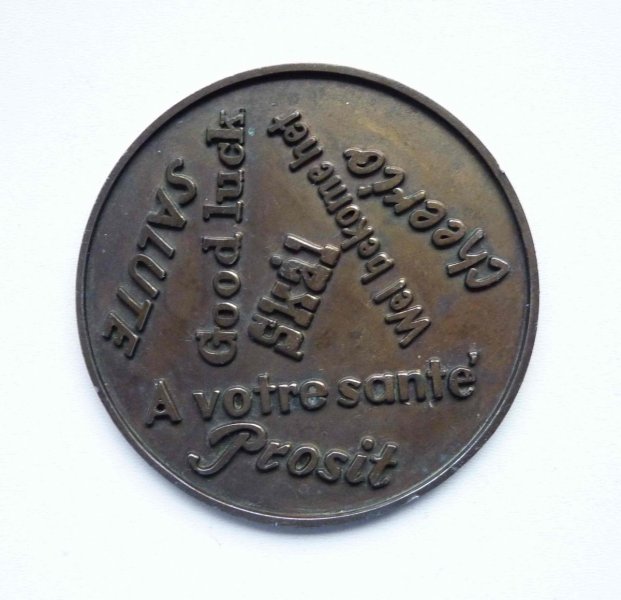 SALUTE
Good luck
Skål
Wel bekome het
Cheerio
A votre santé
Prosit